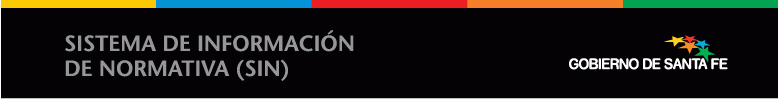 SISTEMA DE INFORMACIÓN
DE NORMATIVA (SIN)
GOBIERNO DE SANTA FE